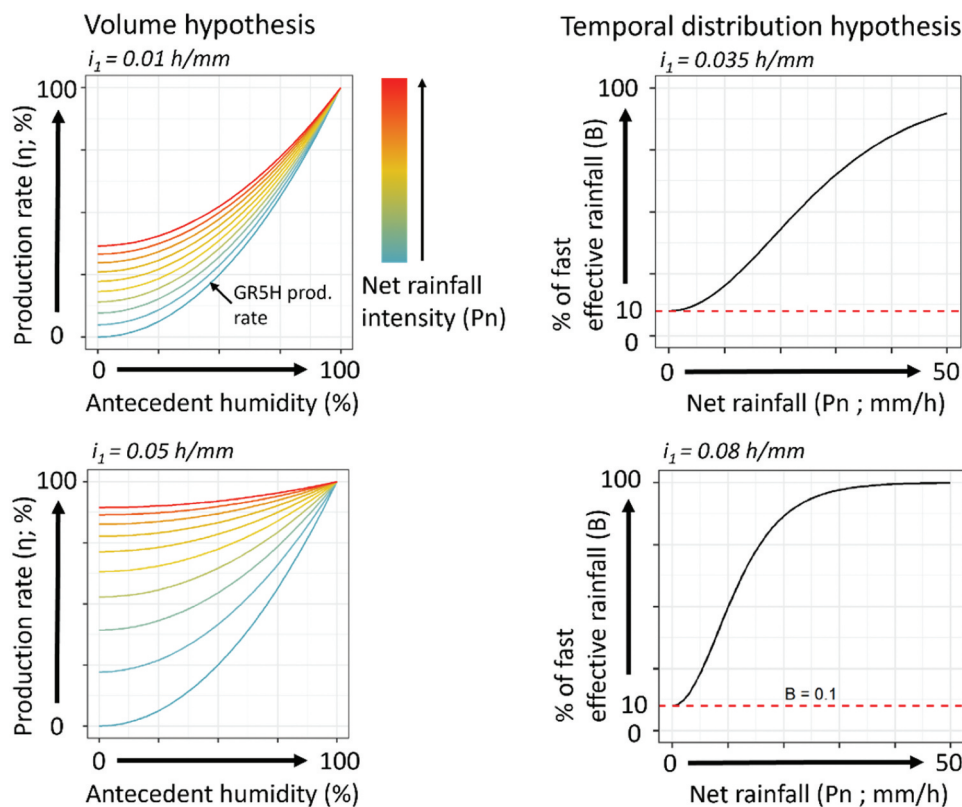 Volume hypothesis
i₁ = 0.01 h/mm
100
Production rate (η; %)
0
GR5H prod.
rate
0
100
Antecedent humidity (%)
Net rainfall
intensity (Pn)
Temporal distribution hypothesis
i₁ = 0.035 h/mm
100
% of fast
effective rainfall (B)
10
0
0
50
Net rainfall (Pn ; mm/h)
i₁ = 0.05 h/mm
100
Production rate (η; %)
0
0
100
Antecedent humidity (%)
i₁ = 0.08 h/mm
100
% of fast
effective rainfall (B)
B = 0.1
10
0
0
50
Net rainfall (Pn ; mm/h)